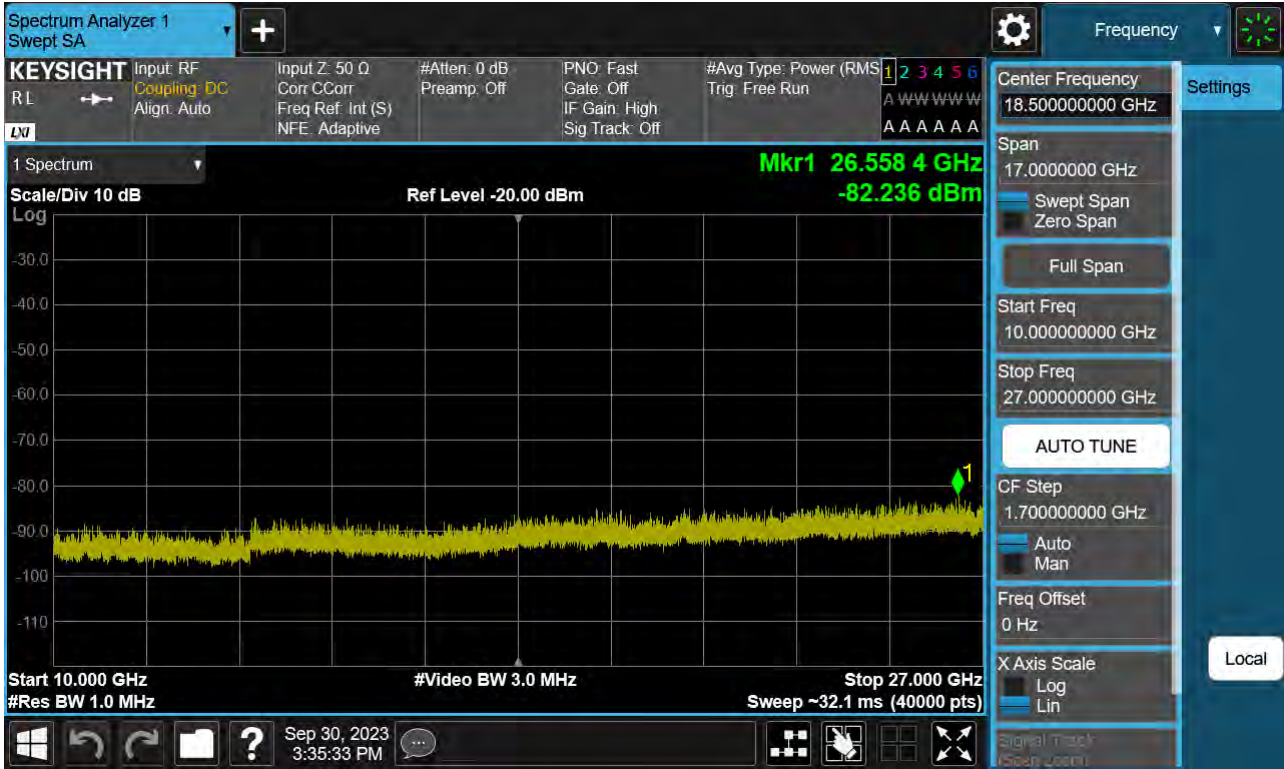 Spectrum Analyzer 1
Swept SA
+
Frequency
KEYSIGHT
RL
LXI
Input: RF
Coupling: DC
Align: Auto
Input Z: 50 Ω
Corr CCorr
Freq Ref: Int (S)
NFE: Adaptive
#Atten: 0 dB
Preamp: Off
PNO: Fast
Gate: Off
IF Gain: High
Sig Track: Off
#Avg Type: Power (RMS
Trig: Free Run
1 2 3 4 5 6
A W W W W W
A A A A A A
1 Spectrum
Scale/Div 10 dB
Ref Level -20.00 dBm
Mkr1 26.558 4 GHz
-82.236 dBm
Log
-30.0
-40.0
-50.0
-60.0
-70.0
-80.0
-90.0
-100
-110
1
Start 10.000 GHz
#Res BW 1.0 MHz
#Video BW 3.0 MHz
Stop 27.000 GHz
Sweep ~32.1 ms (40000 pts)
Center Frequency
18.500000000 GHz
Settings
Span
17.0000000 GHz
Swept Span
Zero Span
Full Span
Start Freq
10.000000000 GHz
Stop Freq
27.000000000 GHz
AUTO TUNE
CF Step
1.700000000 GHz
Auto
Man
Freq Offset
0 Hz
X Axis Scale
Log
Lin
Signal Track
(Span Zoom)
Local
?
Sep 30, 2023
3:35:33 PM